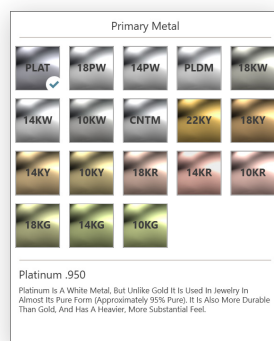 Primary Metal
PLAT 18PW 14PW PLDM 18KW
14KW 10KW CNTM 22KY 18KY
14KY 10KY 18KR 14KR 10KR
18KG 14KG 10KG
Platinum .950
Platinum Is A White Metal, But Unlike Gold It Is Used In Jewelry In
Almost Its Pure Form (Approximately 95% Pure). It Is Also More Durable
Than Gold, And Has A Heavier, More Substantial Feel.